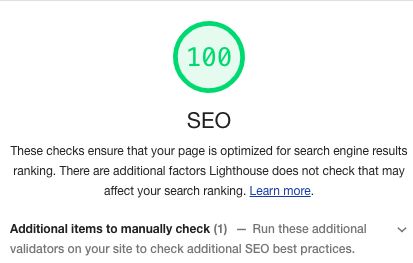 100
SEO
These checks ensure that your page is optimized for search engine results
ranking. There are additional factors Lighthouse does not check that may
affect your search ranking. Learn more.
Additional items to manually check (1) — Run these additional
validators on your site to check additional SEO best practices.